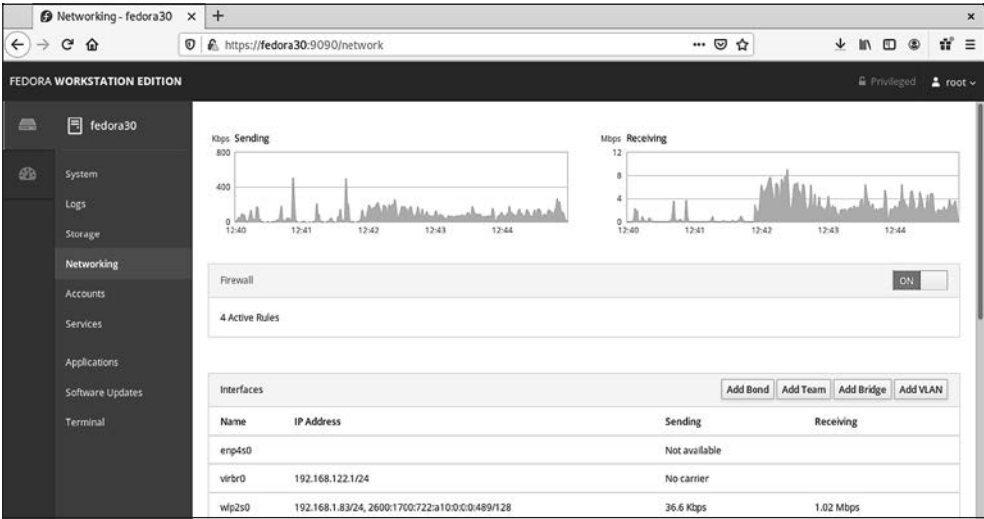 Networking - fedora30
https://fedora30:9090/network
FEDORA WORKSTATION EDITION
Privileged
root
fedora30
System
Logs
Storage
Networking
Accounts
Services
Applications
Software Updates
Terminal
Kbps Sending
800
400
0
12:40 12:41 12:42 12:43 12:44
Mbps Receiving
12
8
4
0
12:40 12:41 12:42 12:43 12:44
Firewall
ON
4 Active Rules
Interfaces
Add Bond Add Team Add Bridge Add VLAN
Name IP Address Sending Receiving
enp4s0 Not available
virbr0 192.168.122.1/24 No carrier
wlp2s0 192.168.1.83/24, 2600:1700:722:a10:0:0:0:489/128 36.6 Kbps 1.02 Mbps